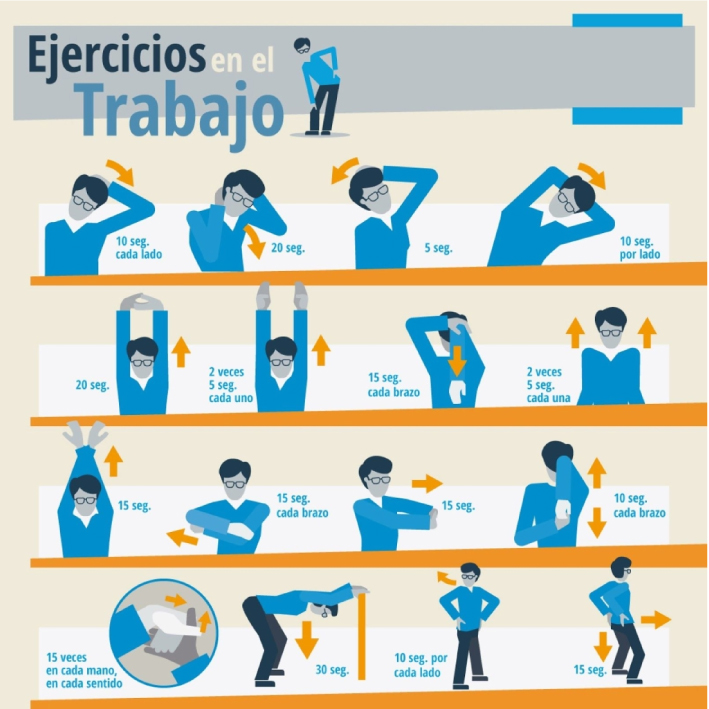 Ejercicios en el
Trabajo
10 seg.
cada lado
20 seg.
5 seg.
10 seg.
por lado
20 seg.
2 veces
5 seg.
cada uno
15 seg.
cada brazo
2 veces
5 seg.
cada una
15 seg.
15 seg.
cada brazo
15 seg.
10 seg.
cada brazo
15 veces
en cada mano,
en cada sentido
30 seg.
10 seg. por
cada lado
15 seg.